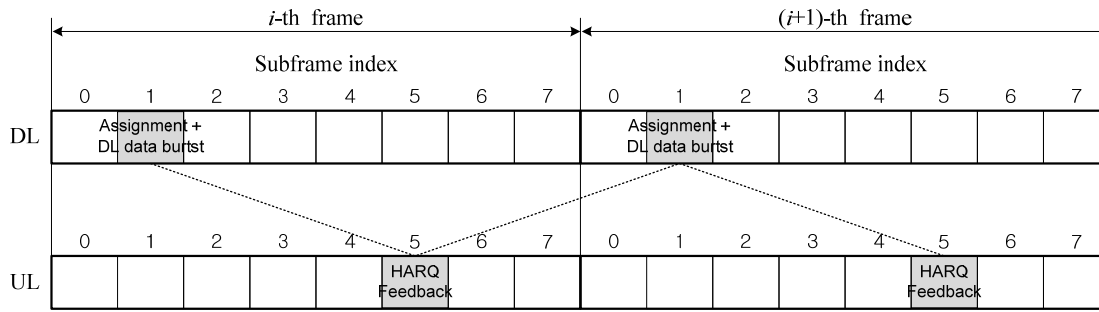 i-th frame (i+1)-th frame
Subframe index Subframe index
0 1 2 3 4 5 6 7 0 1 2 3 4 5 6 7
DL
Assignment + Assignment +
DL data burtst DL data burtst
0 1 2 3 4 5 6 7 0 1 2 3 4 5 6 7
UL
HARQ HARQ
Feedback Feedback